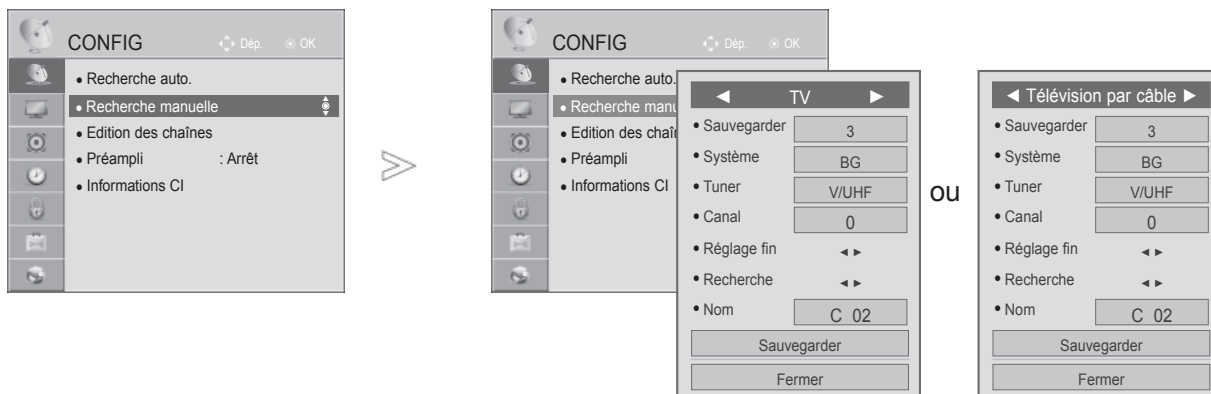 CONFIG
Dép. OK
• Recherche auto.
• Recherche manuelle
• Edition des chaînes
• Préampli : Arrêt
• Informations CI
CONFIG
Dép. OK
• Recherche auto.
• Recherche manu
• Edition des chaî
• Préampli
• Informations CI
◄ TV ►
• Sauvegarder 3
• Système BG
• Tuner V/UHF
• Canal 0
• Réglage fin ◄ ►
• Recherche ◄ ►
• Nom C 02
Sauvegarder
Fermer
ou
◄ Télévision par câble ►
• Sauvegarder 3
• Système BG
• Tuner V/UHF
• Canal 0
• Réglage fin ◄ ►
• Recherche ◄ ►
• Nom C 02
Sauvegarder
Fermer